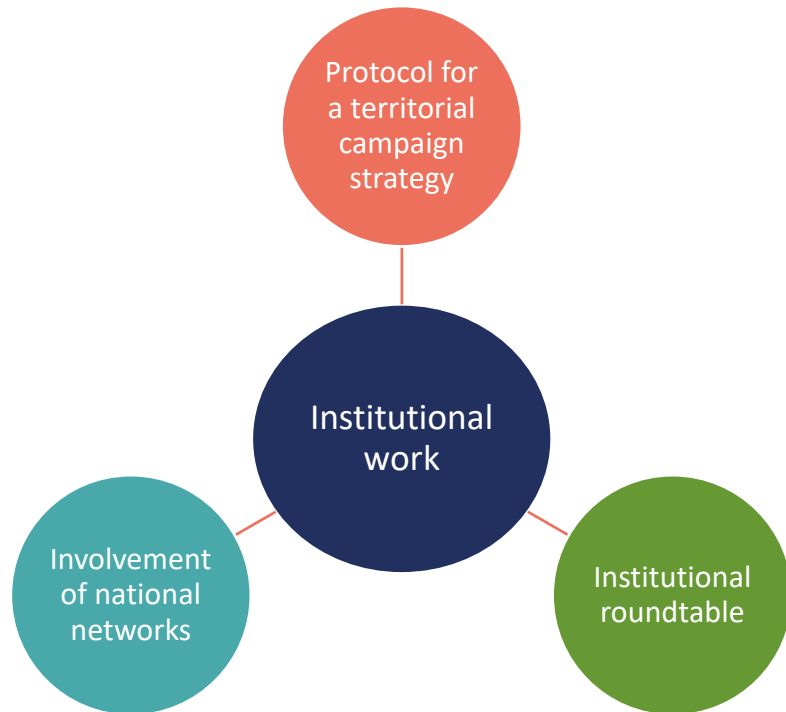 Protocol for
a territorial
campaign
strategy
Institutional
work
Involvement
of national
networks
Institutional
roundtable